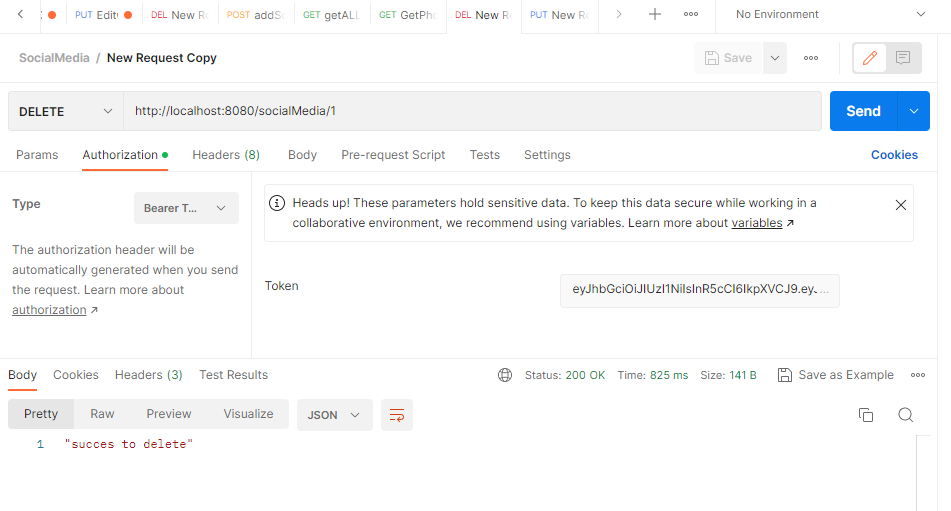 PUT Edit DEL New R POST addS GET getALL GET GetPho DEL New R PUT New R No Environment
SocialMedia / New Request Copy Save
DELETE http://localhost:8080/socialMedia/1 Send
Params Authorization Headers (8) Body Pre-request Script Tests Settings Cookies
Type Bearer T...
Heads up! These parameters hold sensitive data. To keep this data secure while working in a
collaborative environment, we recommend using variables. Learn more about variables ↗
The authorization header will be
automatically generated when you send
the request. Learn more about
authorization ↗
Token eyJhbGciOiJIUzI1NiIsInR5cCI6IkpXVCJ9.ey. ...
Body Cookies Headers (3) Test Results Status: 200 OK Time: 825 ms Size: 141 B Save as Example
Pretty Raw Preview Visualize JSON
1 "succes to delete"